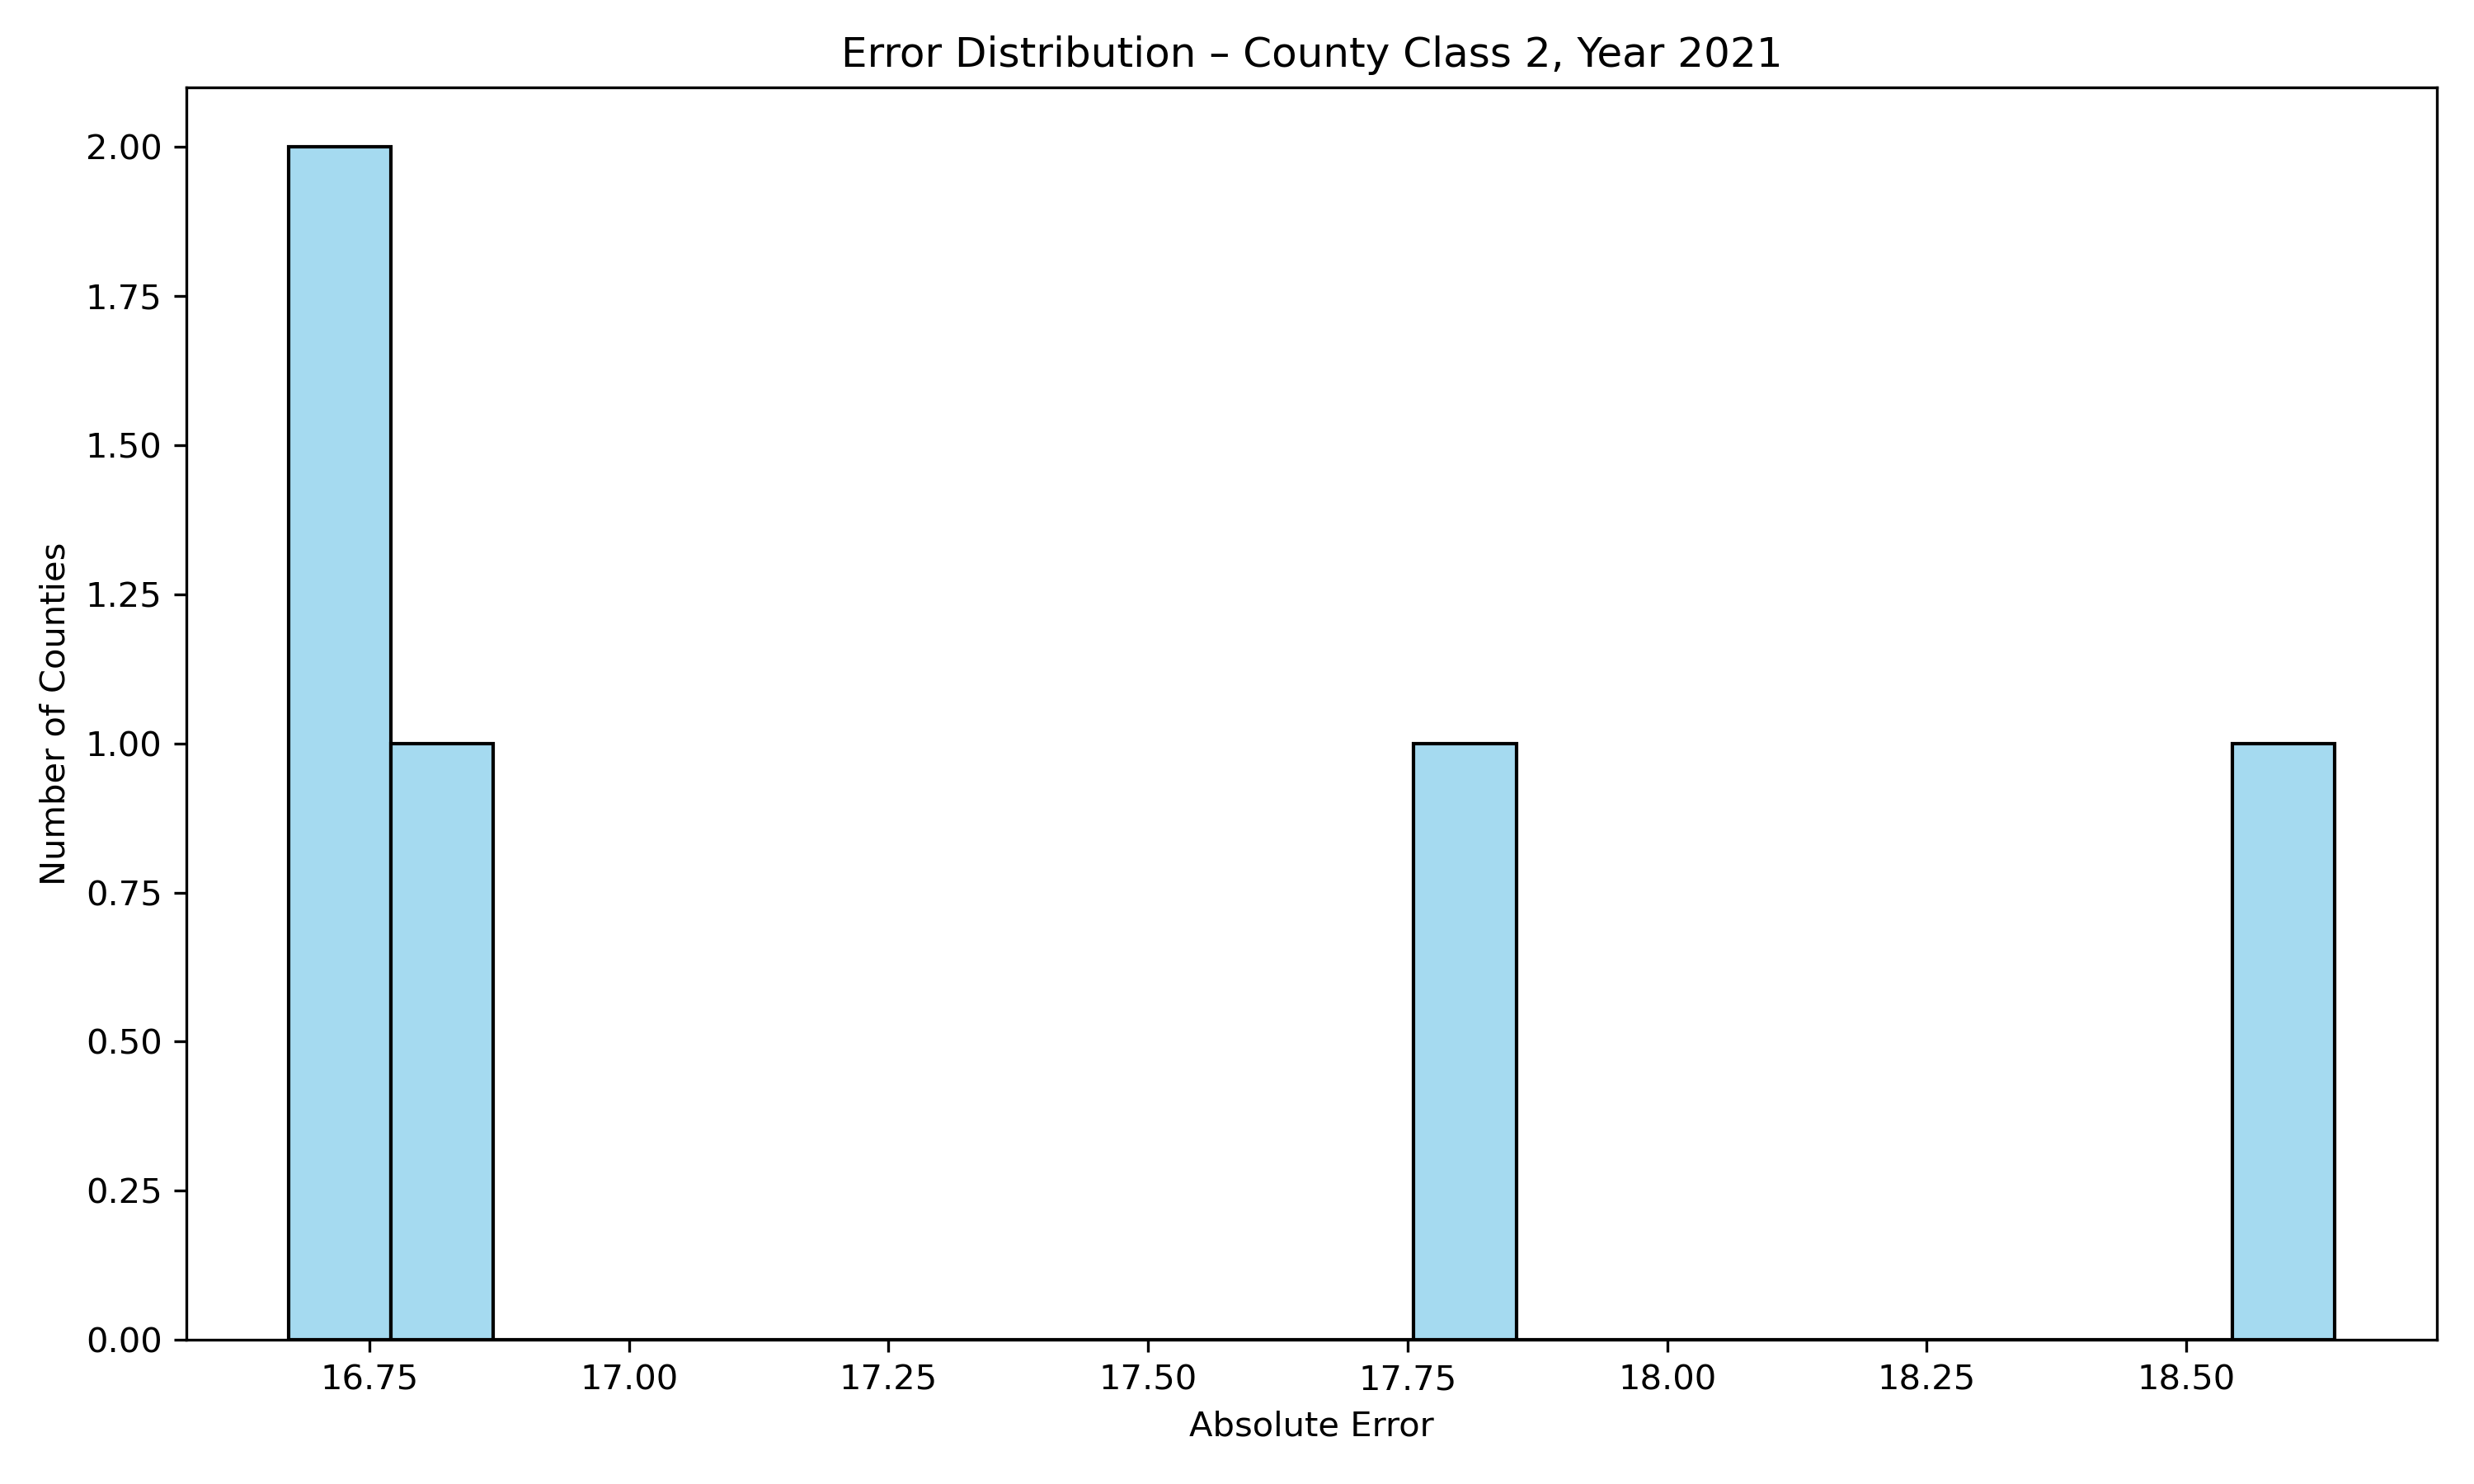 Error Distribution – County Class 2, Year 2021
2.00
1.75
1.50
1.25
1.00
0.75
0.50
0.25
0.00
Number of Counties
16.75 17.00 17.25 17.50 17.75 18.00 18.25 18.50
Absolute Error